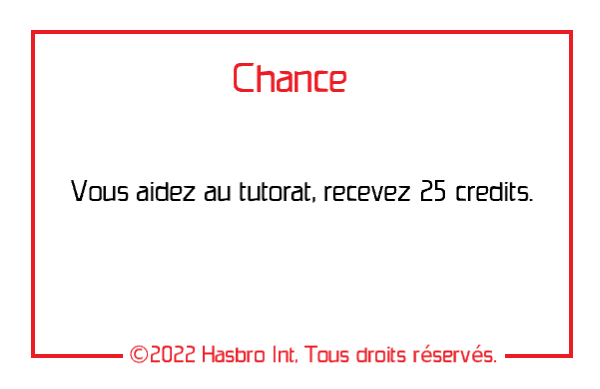 Chance
Vous aidez au tutorat, recevez 25 credits.
©2022 Hasbro Int. Tous droits réservés.